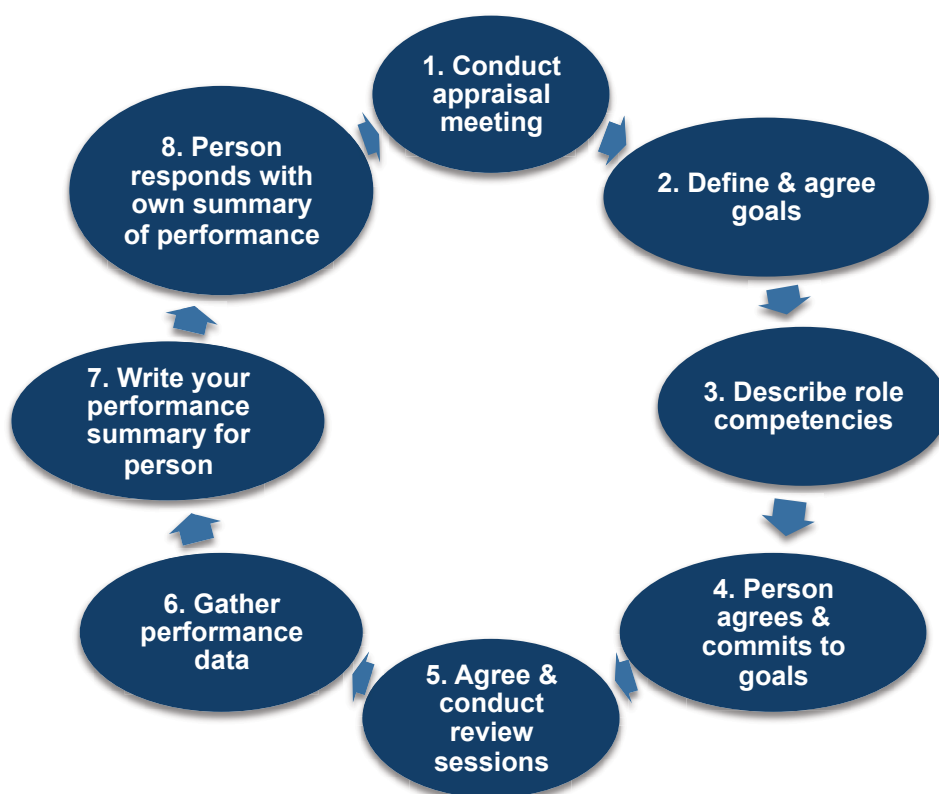 1. Conduct
appraisal
meeting
2. Define & agree
goals
3. Describe role
competencies
4. Person
agrees &
commits to
goals
5. Agree &
conduct
review
sessions
6. Gather
performance
data
7. Write your
performance
summary for
person
8. Person
responds with
own summary
of performance